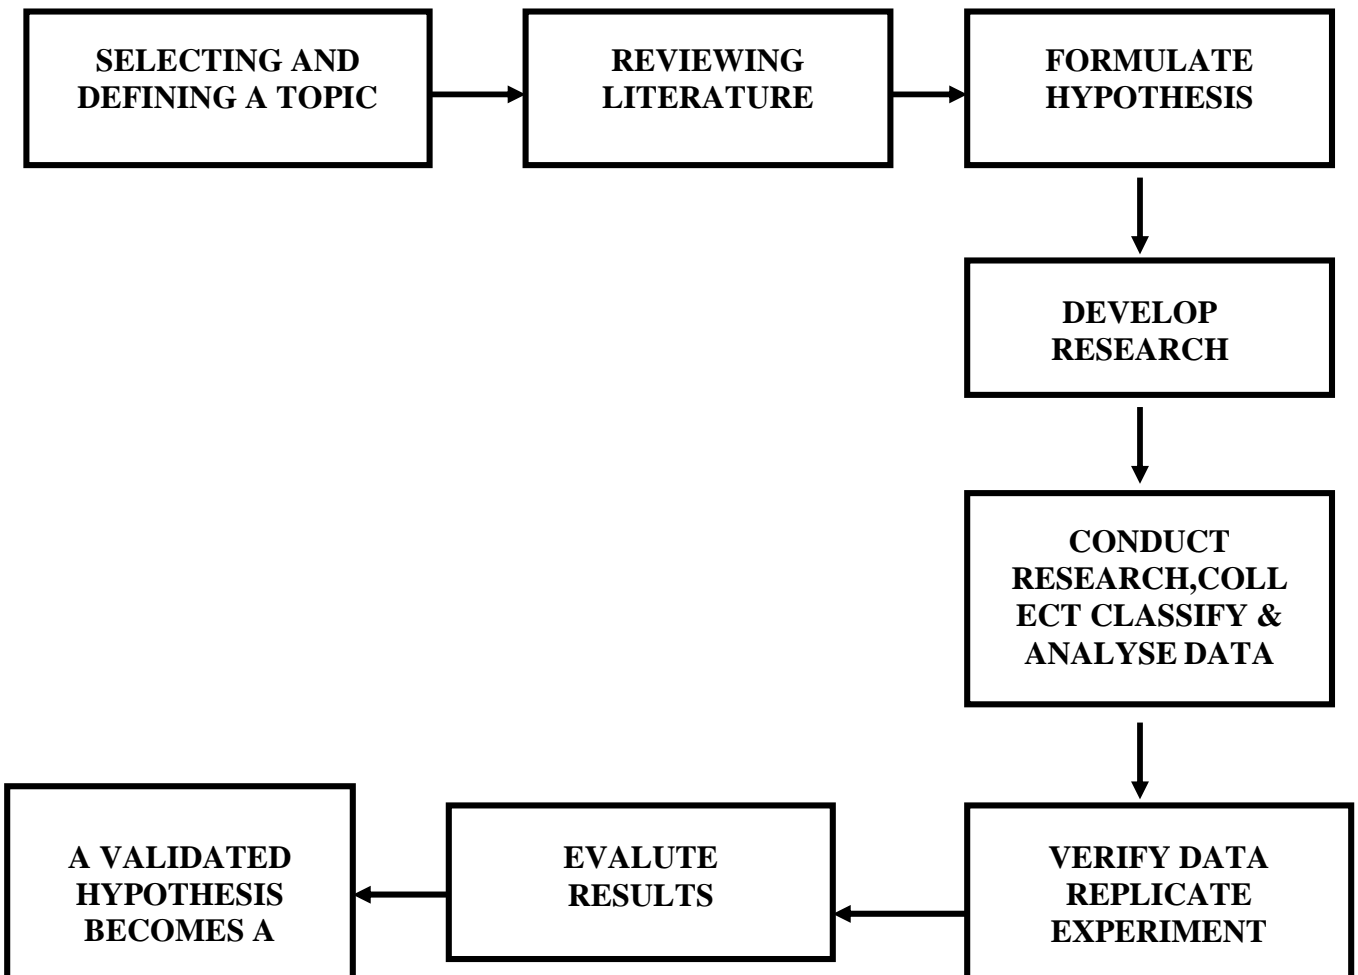 SELECTING AND
DEFINING A TOPIC
REVIEWING
LITERATURE
FORMULATE
HYPOTHESIS
DEVELOP
RESEARCH
CONDUCT
RESEARCH,COLL
ECT CLASSIFY &
ANALYSE DATA
VERIFY DATA
REPLICATE
EXPERIMENT
EVALUTE
RESULTS
A VALIDATED
HYPOTHESIS
BECOMES A